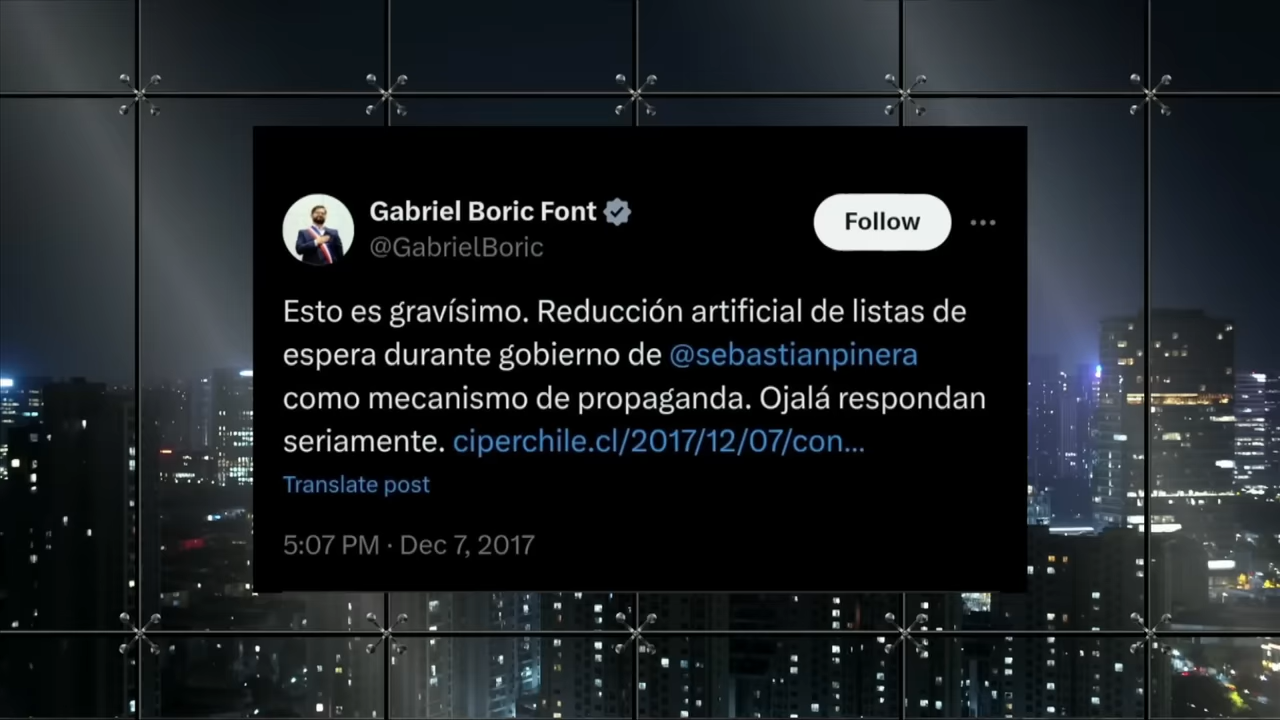 Gabriel Boric Font
@GabrielBoric
Follow
Esto es gravísimo. Reducción artificial de listas de
espera durante gobierno de @sebastianpinera
como mecanismo de propaganda. Ojalá respondan
seriamente. ciperchile.cl/2017/12/07/con...
Translate post
5:07 PM · Dec 7, 2017